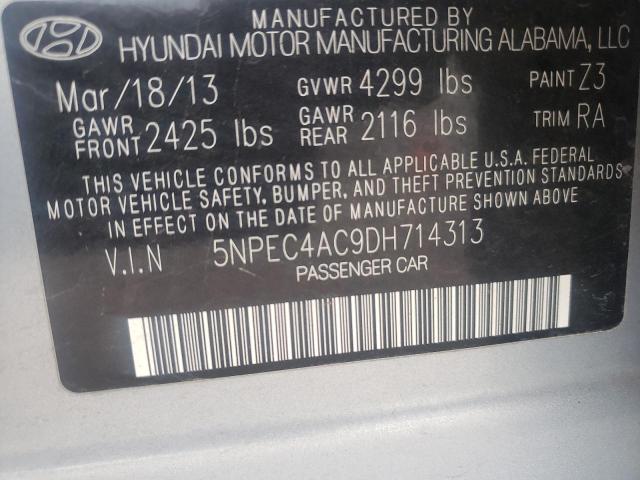 MANUFACTURED BY
HYUNDAI MOTOR MANUFACTURING ALABAMA, LLC
Mar/18/13 GVWR 4299 lbs PAINT Z3
GAWR FRONT 2425 lbs GAWR REAR 2116 lbs TRIM RA
THIS VEHICLE CONFORMS TO ALL APPLICABLE U.S.A. FEDERAL
MOTOR VEHICLE SAFETY, BUMPER, AND THEFT PREVENTION STANDARDS
IN EFFECT ON THE DATE OF MANUFACTURE SHOWN ABOVE
V.I.N 5NPEC4AC9DH714313
PASSENGER CAR